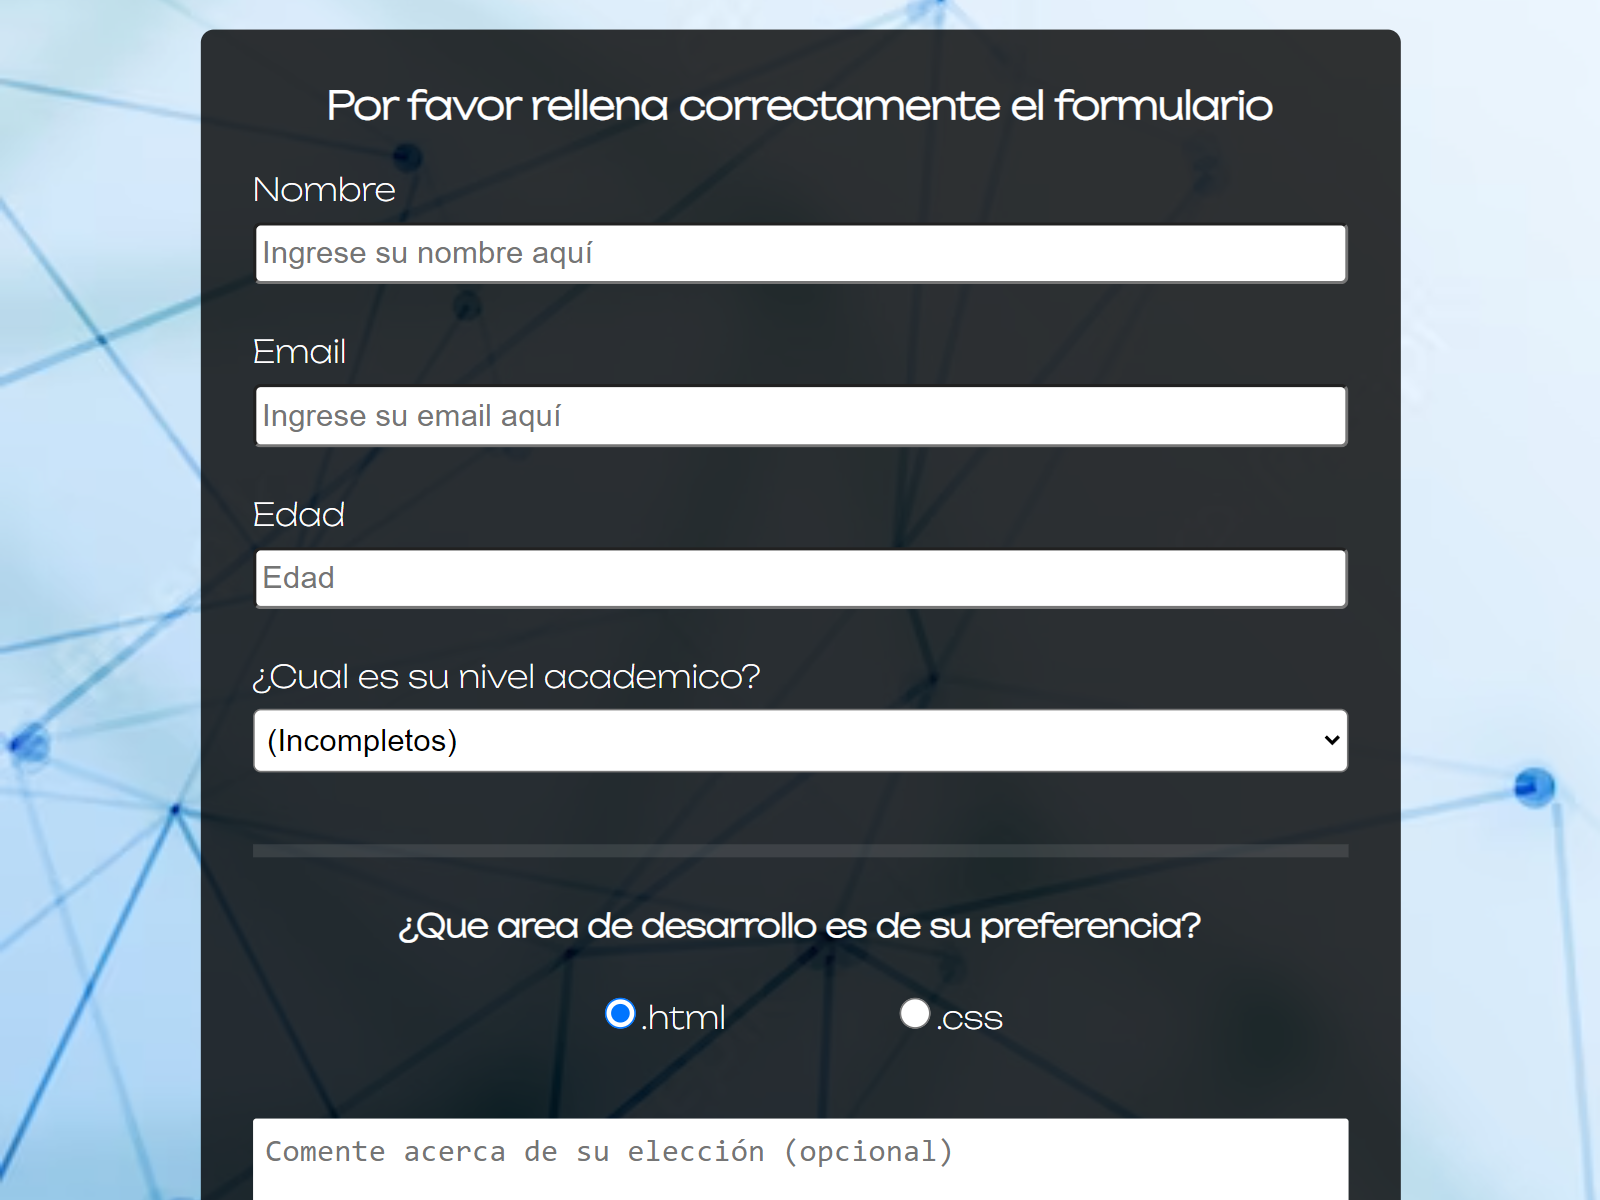 Por favor rellena correctamente el formulario
Nombre
Ingrese su nombre aquí
Email
Ingrese su email aquí
Edad
Edad
¿Cual es su nivel academico?
(Incompletos)
¿Que area de desarrollo es de su preferencia?
.html .css
Comente acerca de su elección (opcional)